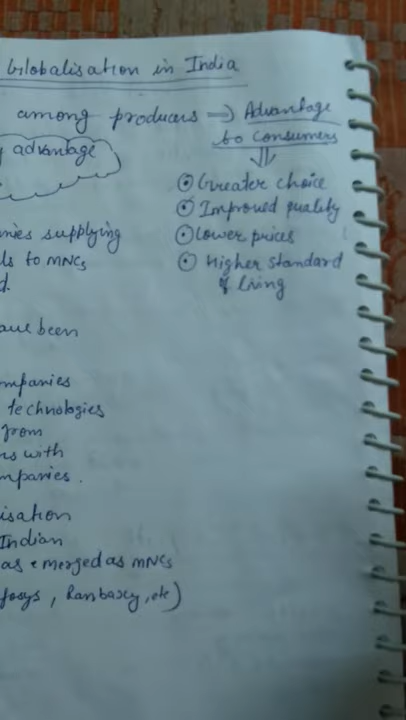 Globalisation in India
among producers => Advantage
to consumers
advantage
⇓
⊙ Greater choice
⊙ Improved quality
nies supplying
⊙ Lower prices
ls to MNCs
⊙ Higher standard
of living
d.
ave been
mpanies
technologies
from
ns with
mpanies.
isation
Indian
as emerged as MNCs
fosys, Ranbaxy, etc)